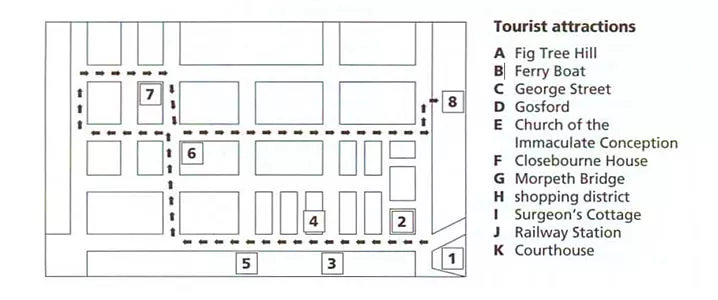 Tourist attractions
A Fig Tree Hill
B Ferry Boat
C George Street
D Gosford
E Church of the
Immaculate Conception
F Closebourne House
G Morpeth Bridge
H shopping district
I Surgeon's Cottage
J Railway Station
K Courthouse
7
8
6
4
2
5
3
1